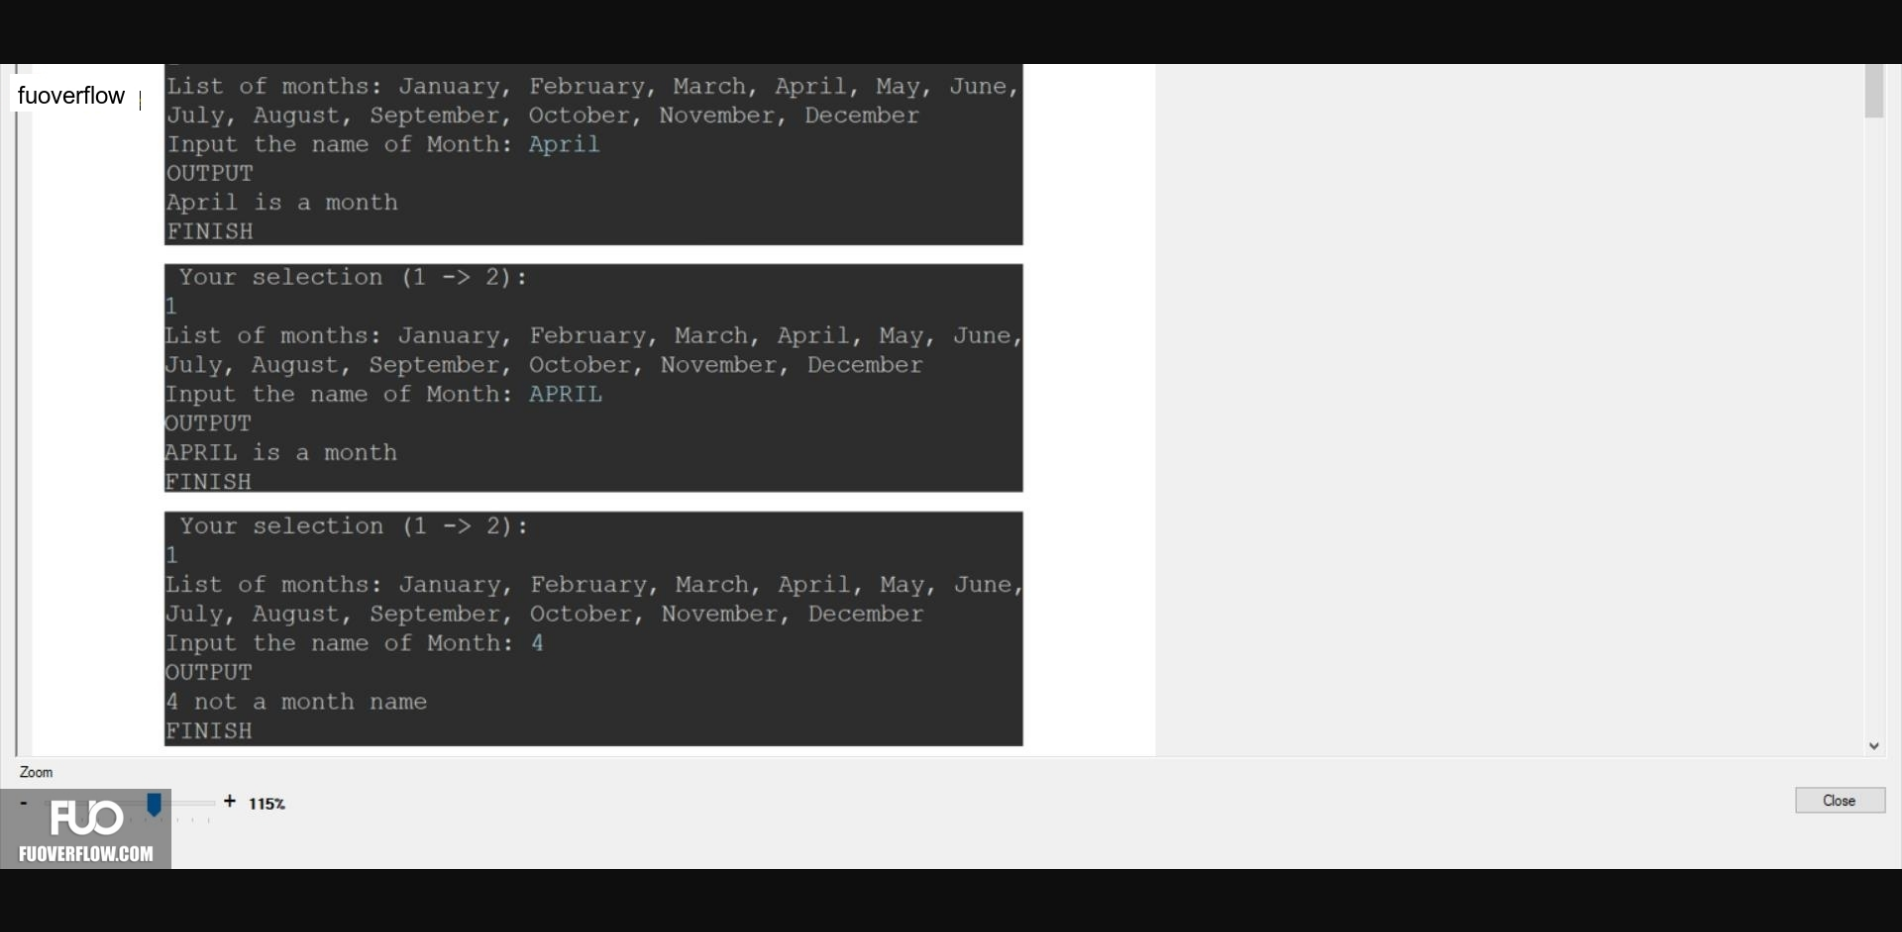 fuoverflow
List of months: January, February, March, April, May, June,
July, August, September, October, November, December
Input the name of Month: April
OUTPUT
April is a month
FINISH
Your selection (1 -> 2):
1
List of months: January, February, March, April, May, June,
July, August, September, October, November, December
Input the name of Month: APRIL
OUTPUT
APRIL is a month
FINISH
Your selection (1 -> 2):
1
List of months: January, February, March, April, May, June,
July, August, September, October, November, December
Input the name of Month: 4
OUTPUT
4 not a month name
FINISH
Zoom
- + 115%
Close
FUO
FUOVERFLOW.COM